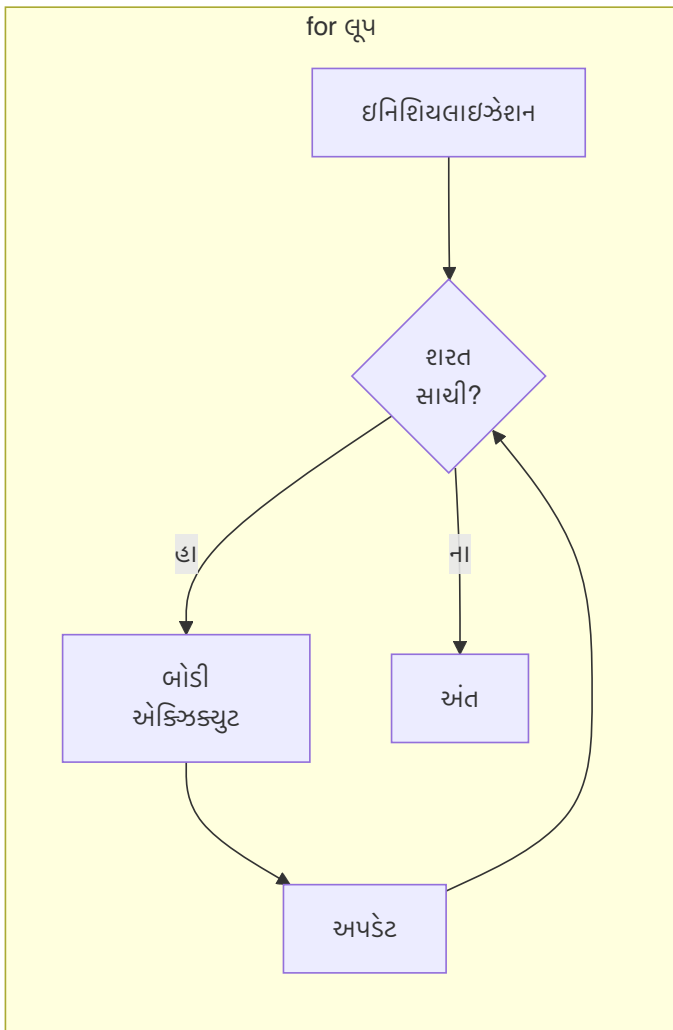 for લૂપ
ઇનિશિયલાઇઝેશન
શરત
સાચી?
હા
ના
બોડી
એક્ઝિક્યુટ
અંત
અપડેટ